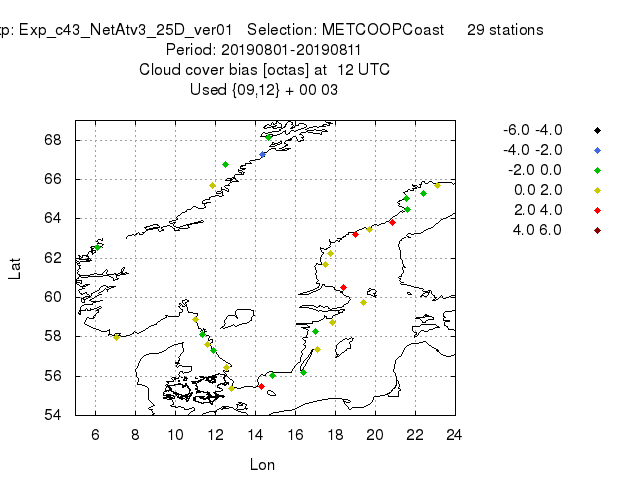 xp: Exp_c43_NetAtv3_25D_ver01 Selection: METCOOPCoast 29 stations
Period: 20190801-20190811
Cloud cover bias [octas] at 12 UTC
Used {09,12} + 00 03
-6.0 -4.0
-4.0 -2.0
-2.0 0.0
0.0 2.0
2.0 4.0
4.0 6.0
68
66
64
62
60
58
56
54
Lat
6 8 10 12 14 16 18 20 22 24
Lon